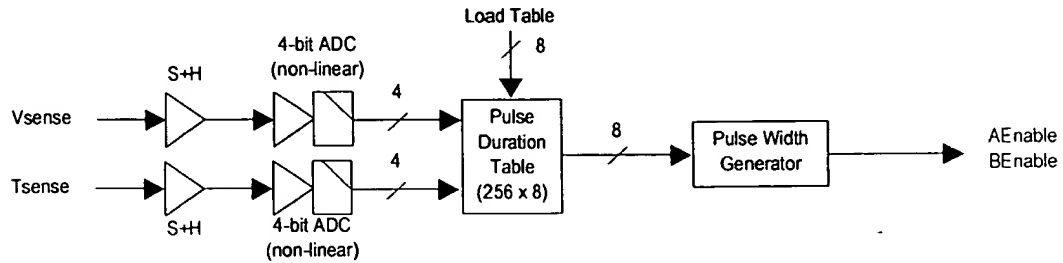 Load Table
8
4-bit ADC
(non-linear)
S+H
4
Vsense
Pulse
Duration
Table
(256 x 8)
8
Pulse Width
Generator
AEnable
BEnable
Tsense
4
S+H
4-bit ADC
(non-linear)